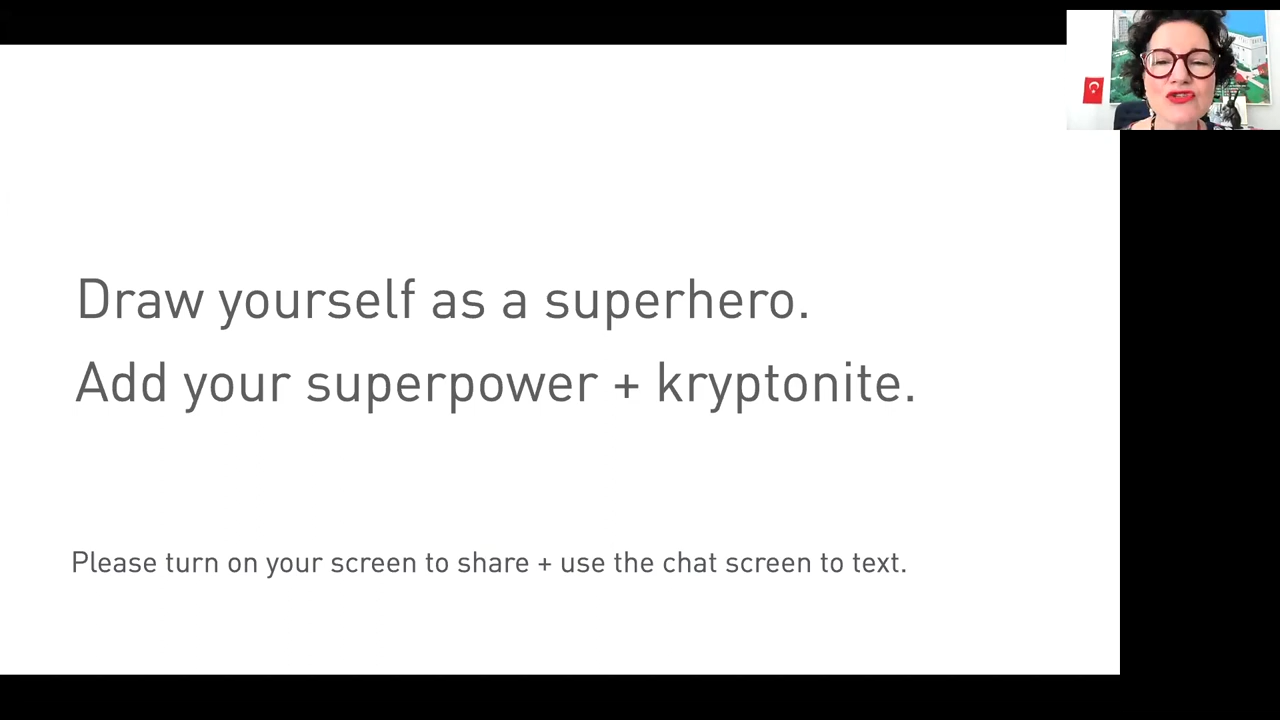 Draw yourself as a superhero.
Add your superpower + kryptonite.
Please turn on your screen to share + use the chat screen to text.